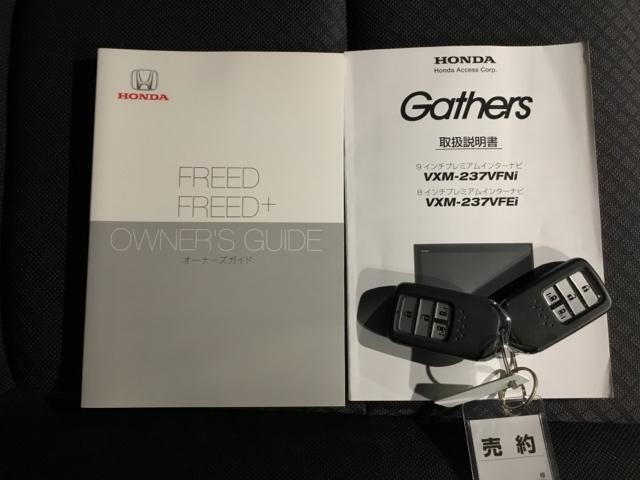 HONDA
FREED
FREED+
OWNER'S GUIDE
オーナーズガイド
HONDA
Honda Access Corp.
Gathers
取扱説明書
9インチプレミアムインターナビ
VXM-237VFNi
8インチプレミアムインターナビ
VXM-237VFEi
売約
様